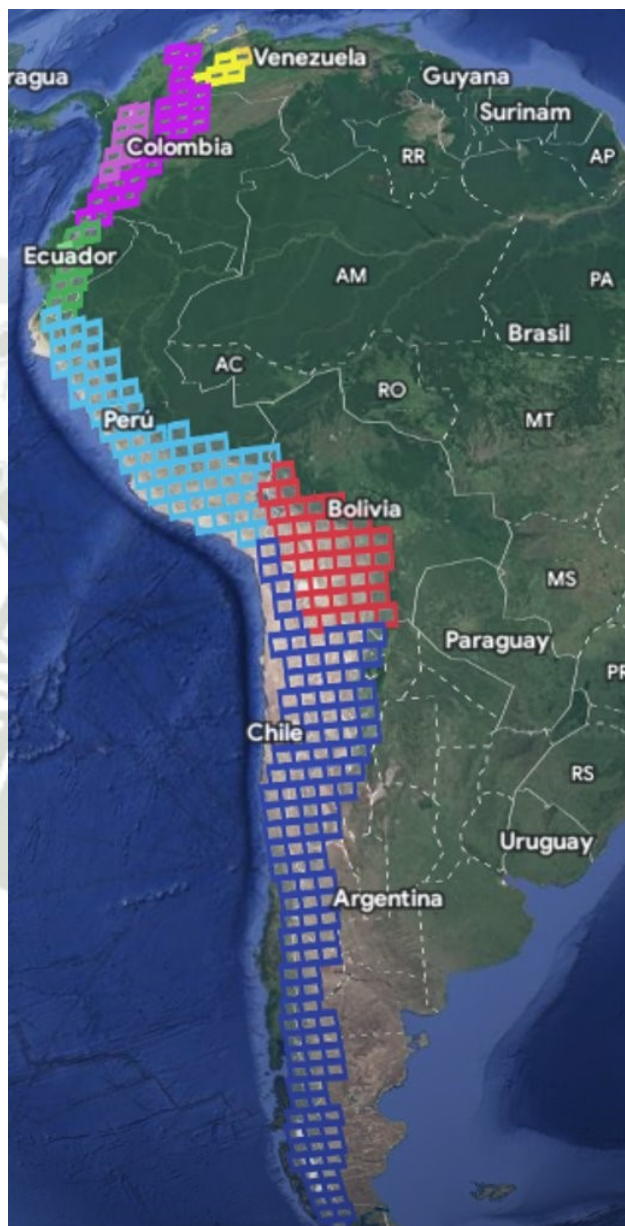 ragua
Venezuela
Guyana
Surinam
Colombia
RR
AP
Ecuador
AM
PA
Brasil
AC
RO
Perú
MT
Bolivia
MS
Paraguay
PR
Chile
RS
Uruguay
Argentina